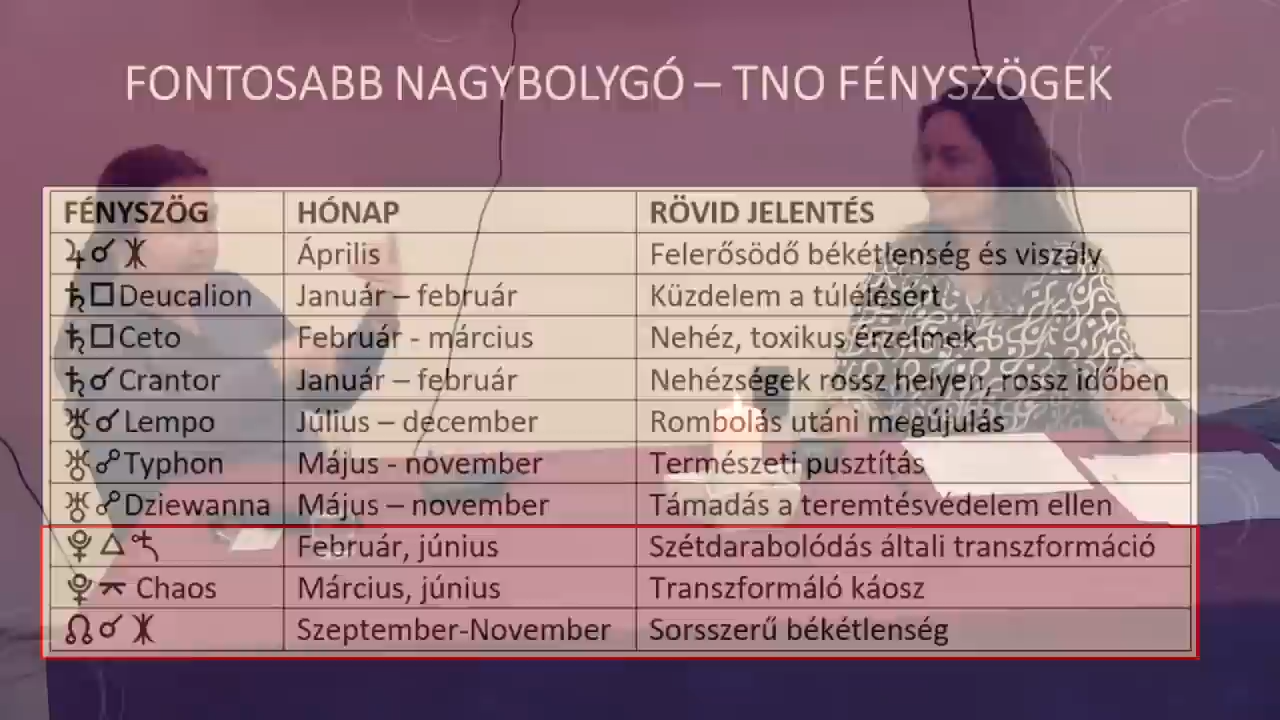 FONTOSABB NAGYBOLYGÓ – TNO FÉNYSZÖGEK
FÉNYSZÖG HÓNAP RÖVID JELENTÉS
♃☌ Április Felerősödő békétlenség és viszály
♄□Deucalion Január – február Küzdelem a túlélésért
♄□Ceto Február - március Nehéz, toxikus érzelmek
♄☌Crantor Január – február Nehézségek rossz helyen, rossz időben
♅☌Lempo Július – december Rombolás utáni megújulás
♅☍Typhon Május - november Természeti pusztítás
♅☍Dziewanna Május – november Támadás a teremtésvédelem ellen
△ Február, június Szétdarabolódás általi transzformáció
⚻ Chaos Március, június Transzformáló káosz
☊☌ Szeptember-November Sorsszerű békétlenség